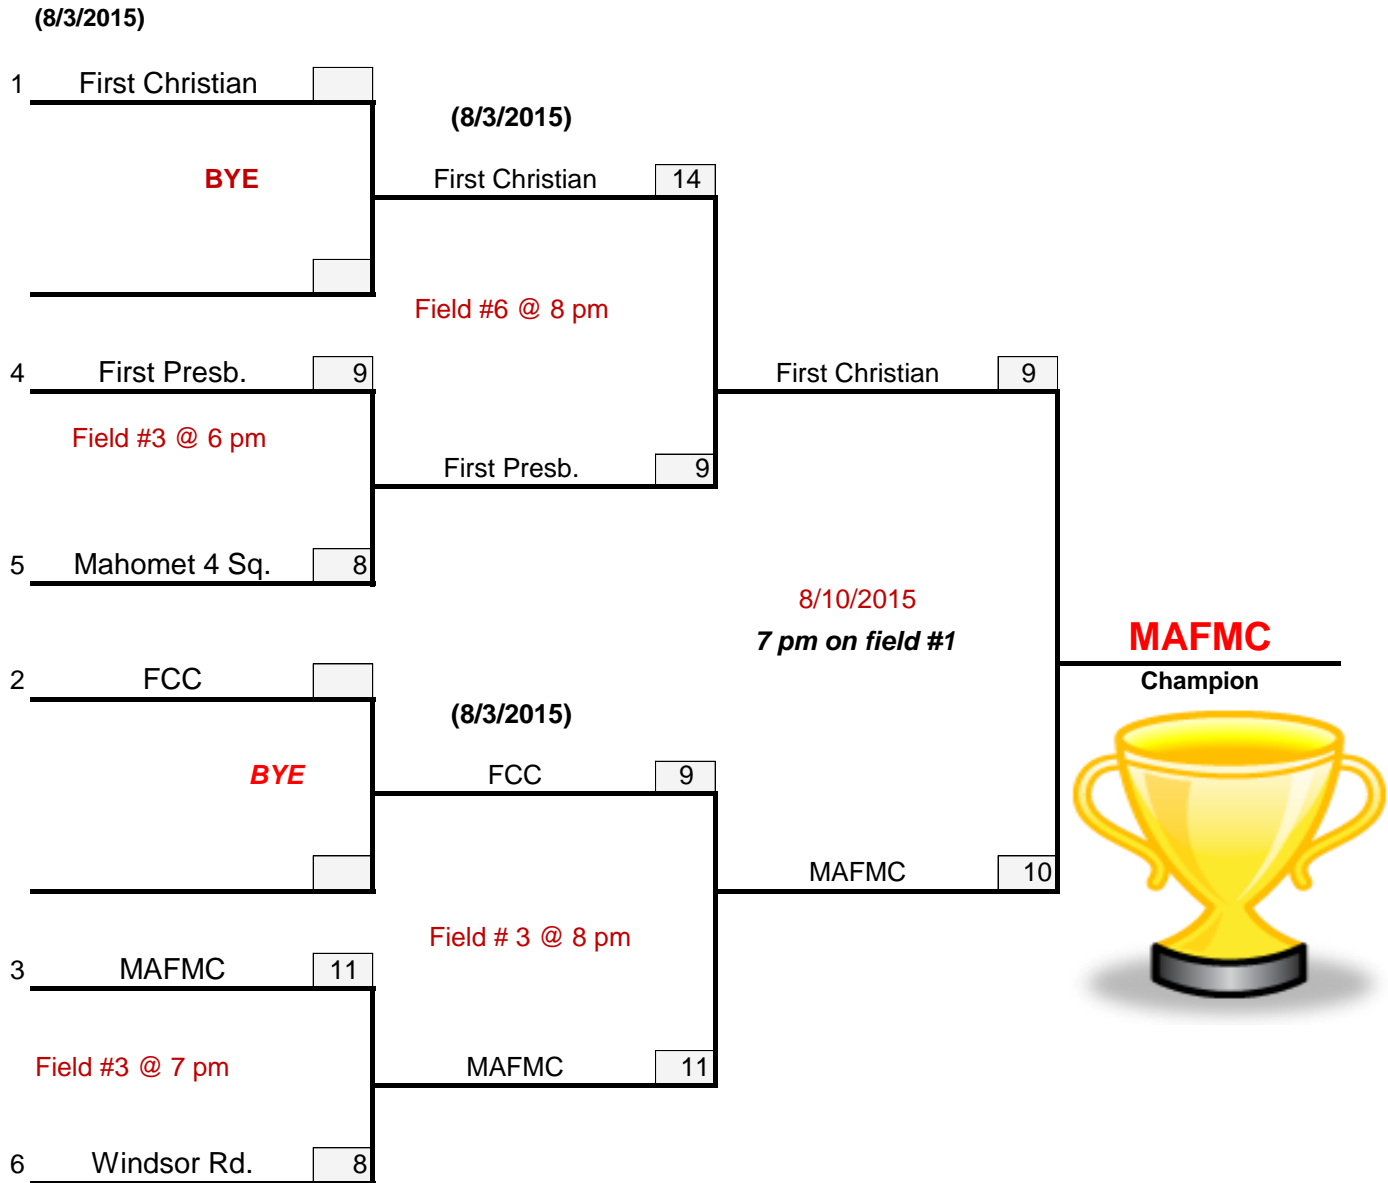 (8/3/2015)
1 First Christian
(8/3/2015)
BYE First Christian 14
Field #6 @ 8 pm
4 First Presb. 9 First Christian 9
Field #3 @ 6 pm
First Presb. 9
5 Mahomet 4 Sq. 8
8/10/2015
7 pm on field #1 MAFMC
2 FCC Champion
(8/3/2015)
BYE FCC 9
MAFMC 10
Field # 3 @ 8 pm
3 MAFMC 11
Field #3 @ 7 pm MAFMC 11
6 Windsor Rd. 8